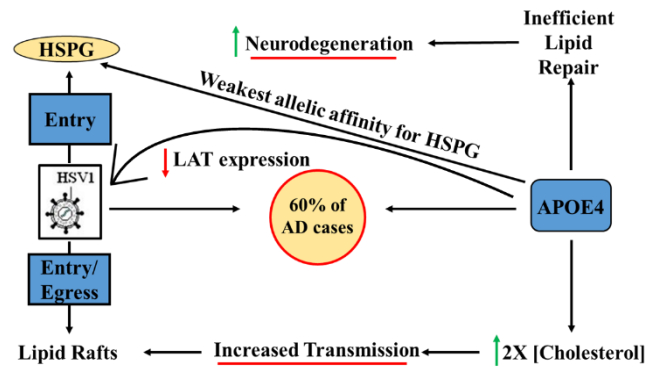 HSPG
Neurodegeneration
Inefficient
Lipid
Repair
Weakest allelic affinity for HSPG
Entry
LAT expression
HSV1
60% of
AD cases
APOE4
Entry/
Egress
Lipid Rafts
Increased Transmission
2X [Cholesterol]